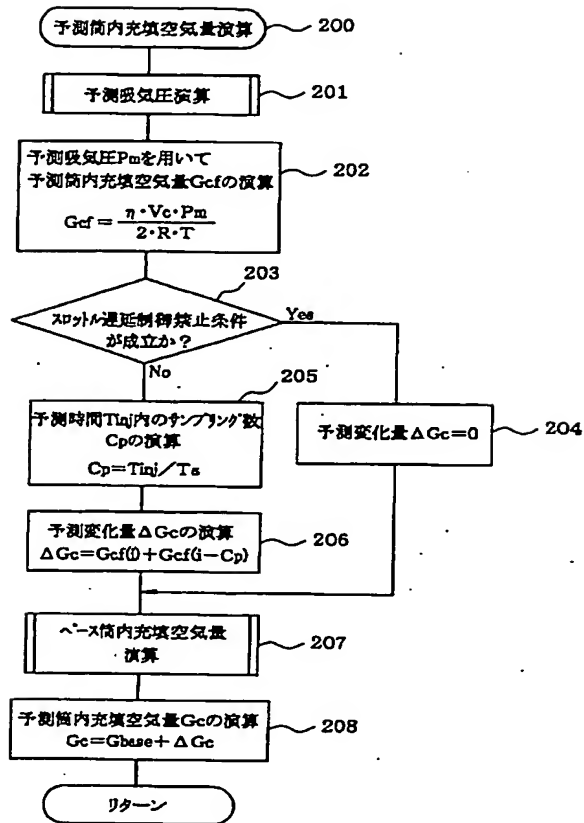 予測筒内充填空気量演算
200
予測吸気圧演算
201
予測吸気圧Pmを用いて
予測筒内充填空気量Gcfの演算
Gcf = η・Vc・Pm
2・R・T
202
203
スロットル遅延制御禁止条件
が成立か?
Yes
No
205
予測時間Tinj内のサンプリング数
Cpの演算
Cp=Tinj/Ts
予測変化量ΔGc=0
204
予測変化量ΔGcの演算
ΔGc=Gcf(i)+Gcf(i-Cp)
206
ベース筒内充填空気量
演算
207
予測筒内充填空気量Gcの演算
Gc=Gbase+ΔGc
208
リターン